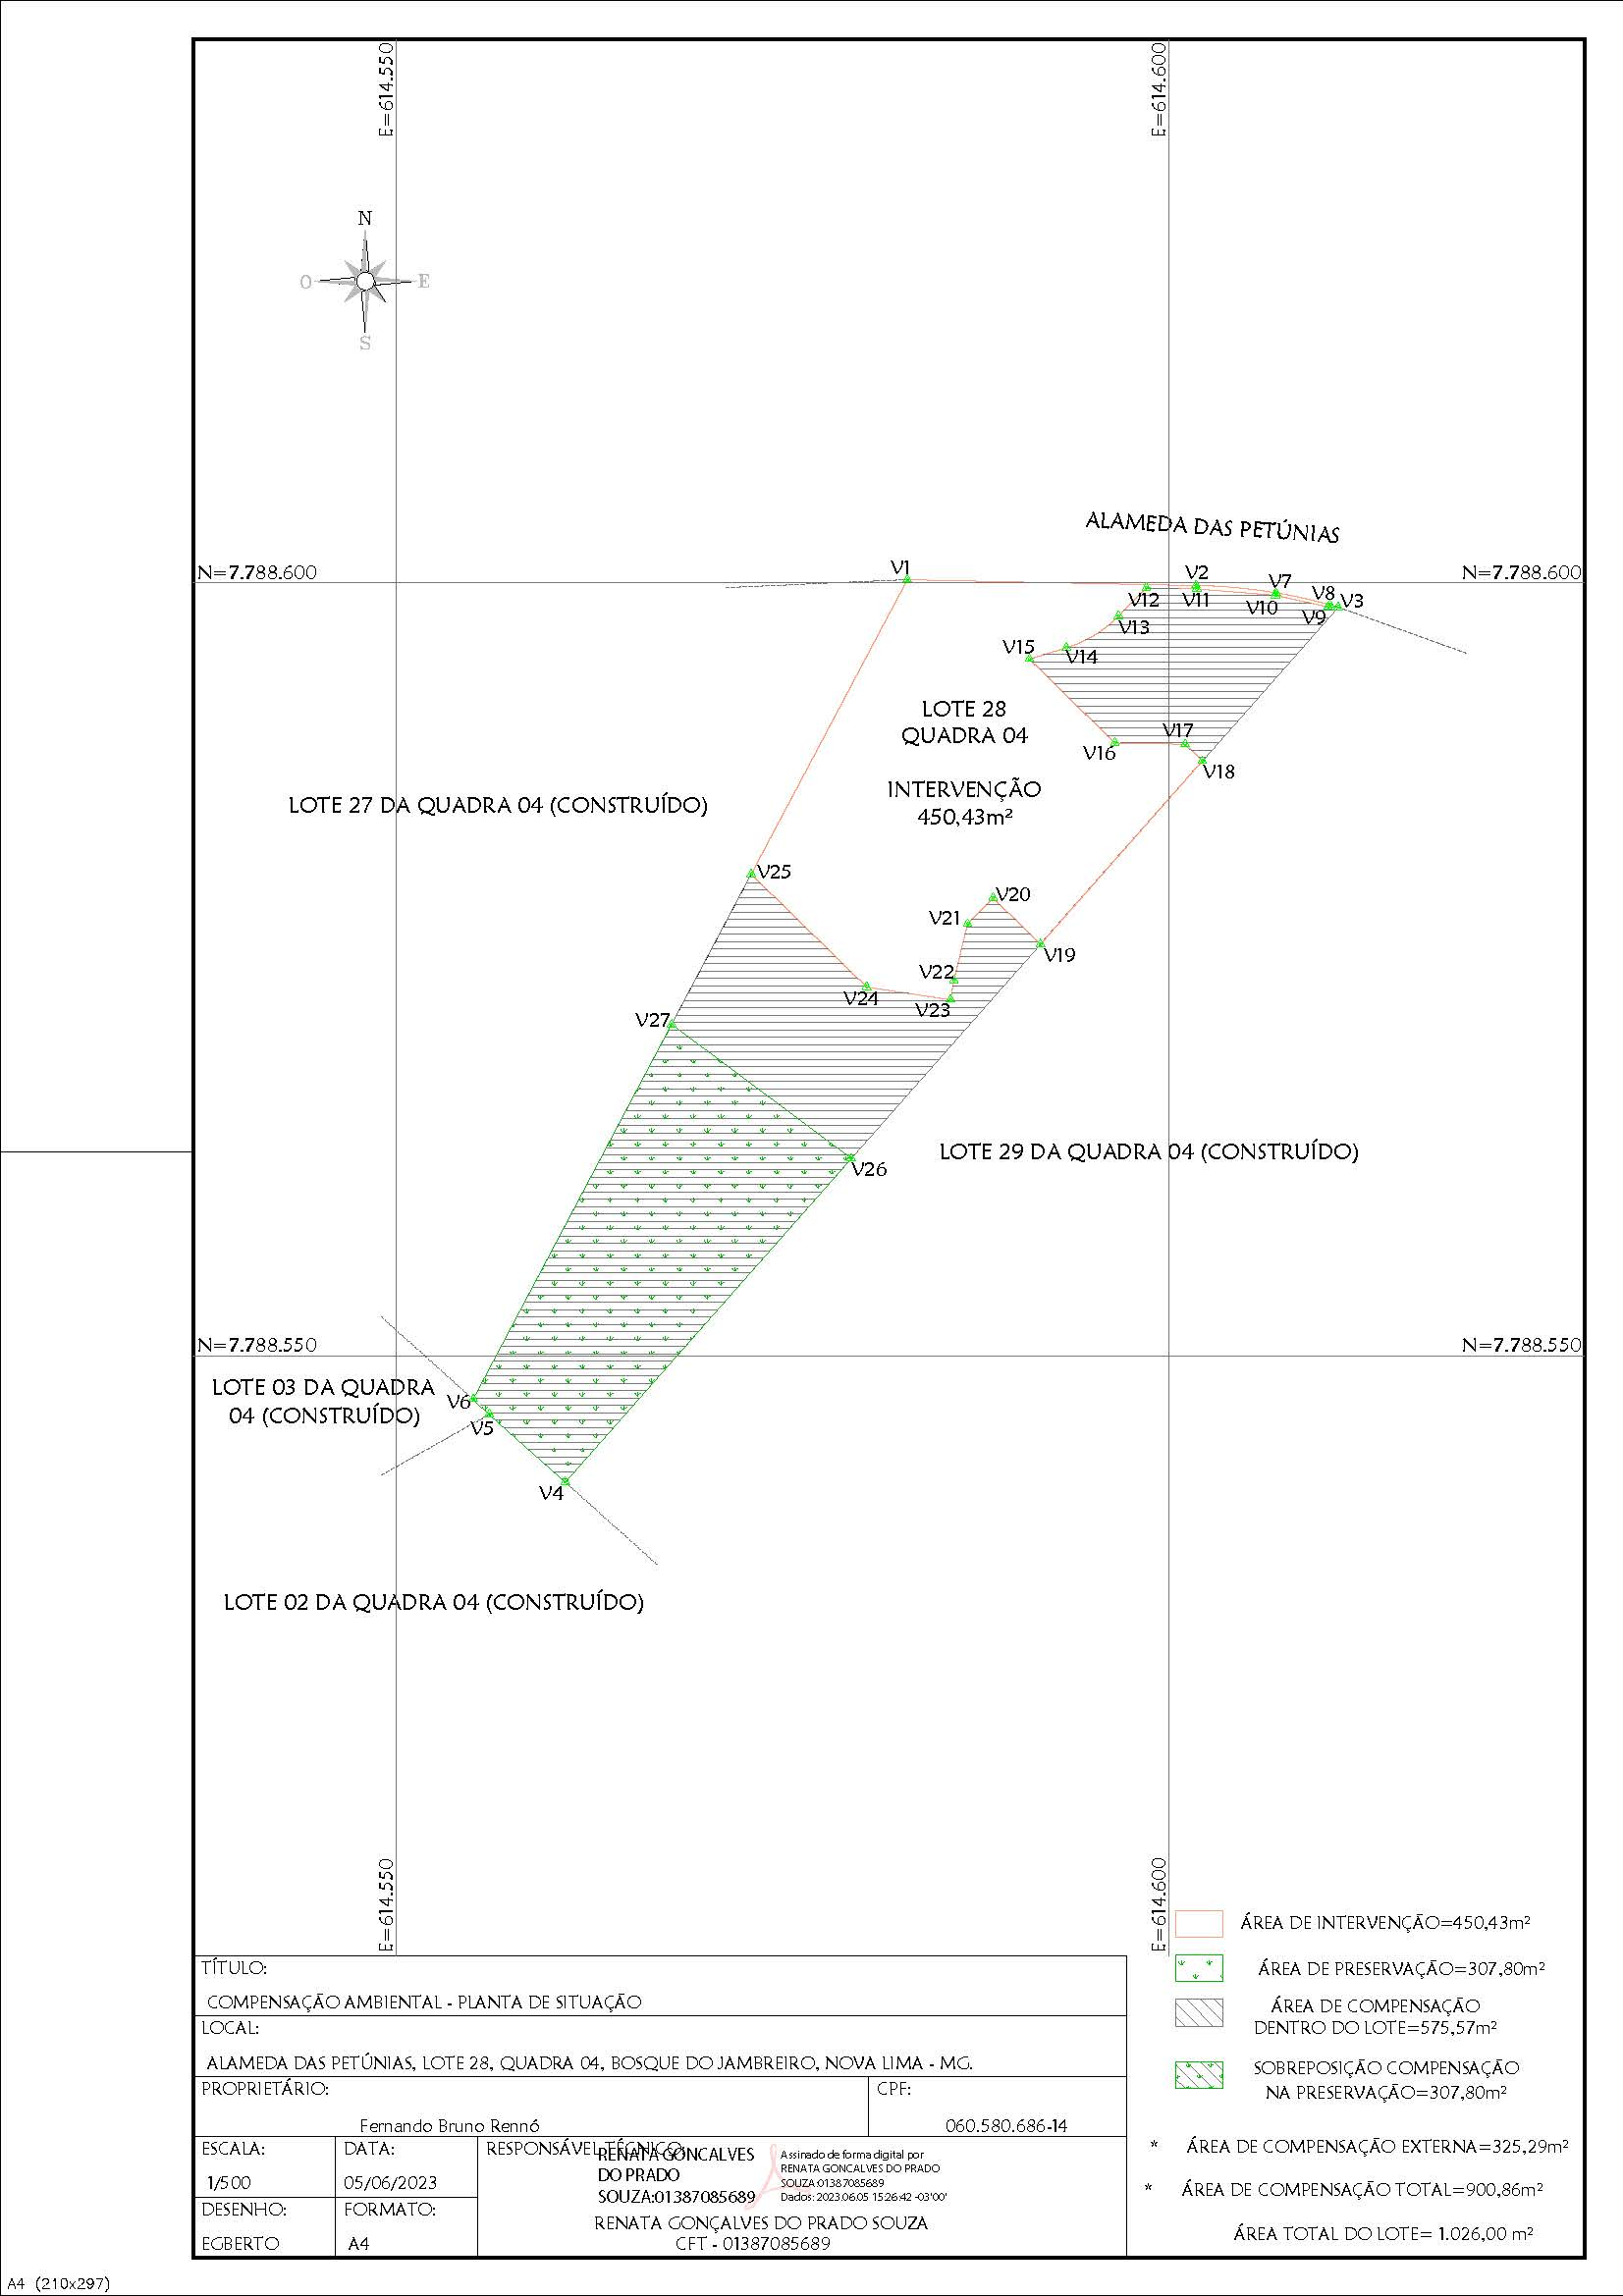 E=614.550
E=614.600
N
O
E
S
ALAMEDA DAS PETÚNIAS
N=7.788.600
N=7.788.600
V1
V2
V7
V8
V3
V12
V11
V10
V9
V13
V15
V14
LOTE 28
QUADRA 04
V17
V16
V18
INTERVENÇÃO
450,43m²
LOTE 27 DA QUADRA 04 (CONSTRUÍDO)
V25
V20
V21
V19
V22
V24
V23
V27
LOTE 29 DA QUADRA 04 (CONSTRUÍDO)
V26
N=7.788.550
N=7.788.550
LOTE 03 DA QUADRA
04 (CONSTRUÍDO)
V6
V5
V4
LOTE 02 DA QUADRA 04 (CONSTRUÍDO)
E=614.550
E=614.600
ÁREA DE INTERVENÇÃO=450,43m²
ÁREA DE PRESERVAÇÃO=307,80m²
ÁREA DE COMPENSAÇÃO
DENTRO DO LOTE=575,57m²
SOBREPOSIÇÃO COMPENSAÇÃO
NA PRESERVAÇÃO=307,80m²
* ÁREA DE COMPENSAÇÃO EXTERNA=325,29m²
* ÁREA DE COMPENSAÇÃO TOTAL=900,86m²
ÁREA TOTAL DO LOTE= 1.026,00 m²
TÍTULO:
COMPENSAÇÃO AMBIENTAL - PLANTA DE SITUAÇÃO
LOCAL:
ALAMEDA DAS PETÚNIAS, LOTE 28, QUADRA 04, BOSQUE DO JAMBREIRO, NOVA LIMA - MG.
PROPRIETÁRIO:
Fernando Bruno Rennó
CPF:
060.580.686-14
ESCALA:
1/500
DATA:
05/06/2023
DESENHO:
EGBERTO
FORMATO:
A4
RESPONSÁVEL TÉCNICO:
RENATA GONCALVES
DO PRADO
SOUZA:01387085689
Assinado de forma digital por
RENATA GONCALVES DO PRADO
SOUZA:01387085689
Dados: 2023.06.05 15:26:42 -03'00'
RENATA GONÇALVES DO PRADO SOUZA
CFT - 01387085689
A4 (210x297)